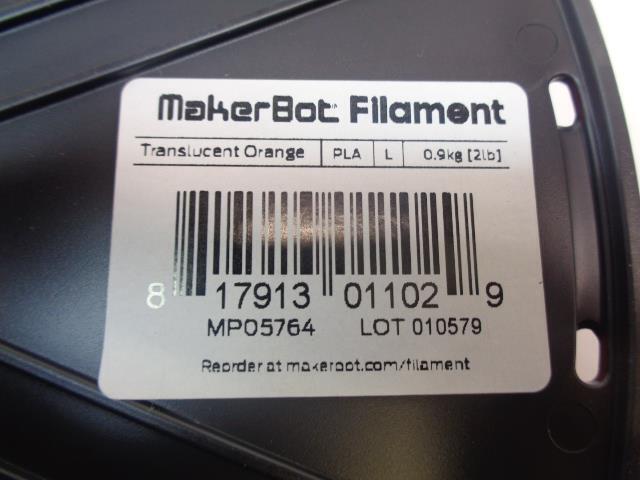 MakerBot Filament
Translucent Orange PLA L 0.9kg [2lb]
8 17913 01102 9
MP05764 LOT 010579
Reorder at makerbot.com/filament